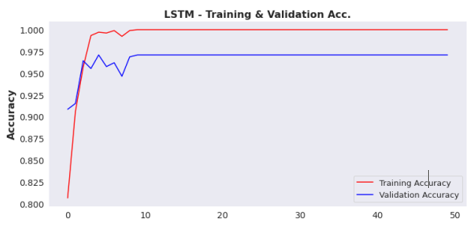 LSTM - Training & Validation Acc.
1.000
0.975
0.950
0.925
0.900
0.875
0.850
0.825
0.800
Accuracy
Training Accuracy
Validation Accuracy
0 10 20 30 40 50